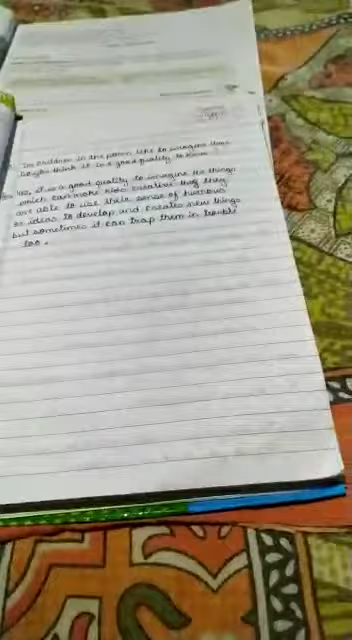 The children in the poem like to imagine things
Do you think it is a good quality to have
Yes, it is a good quality to imagine the things
which can make kids creative they
are able to use their sense of
or ideas to develop and creates new things
but sometimes it can trap them in trouble
too.